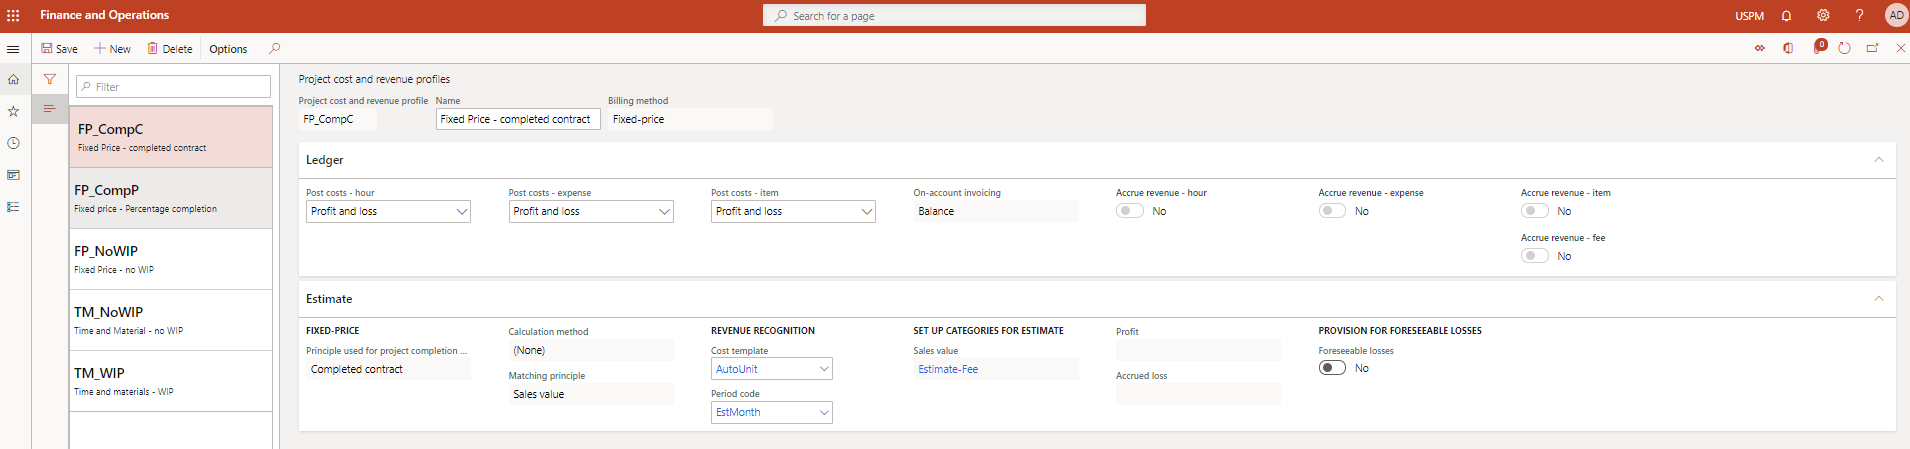 Finance and Operations
Search for a page
USPM
?
AD
Save
New
Delete
Options
0
Filter
FP_CompC
Fixed Price - completed contract
FP_CompP
Fixed price - Percentage completion
FP_NoWIP
Fixed Price - no WIP
TM_NoWIP
Time and Material - no WIP
TM_WIP
Time and materials - WIP
Project cost and revenue profiles
Project cost and revenue profile
Name
Billing method
FP_CompC
Fixed Price - completed contract
Fixed-price
Ledger
Post costs - hour
Profit and loss
Post costs - expense
Profit and loss
Post costs - item
Profit and loss
On-account invoicing
Balance
Accrue revenue - hour
No
Accrue revenue - expense
No
Accrue revenue - item
No
Accrue revenue - fee
No
Estimate
FIXED-PRICE
Principle used for project completion ...
Completed contract
Calculation method
(None)
Matching principle
Sales value
REVENUE RECOGNITION
Cost template
AutoUnit
Period code
EstMonth
SET UP CATEGORIES FOR ESTIMATE
Sales value
Estimate-Fee
Profit
Accrued loss
PROVISION FOR FORESEEABLE LOSSES
Foreseeable losses
No